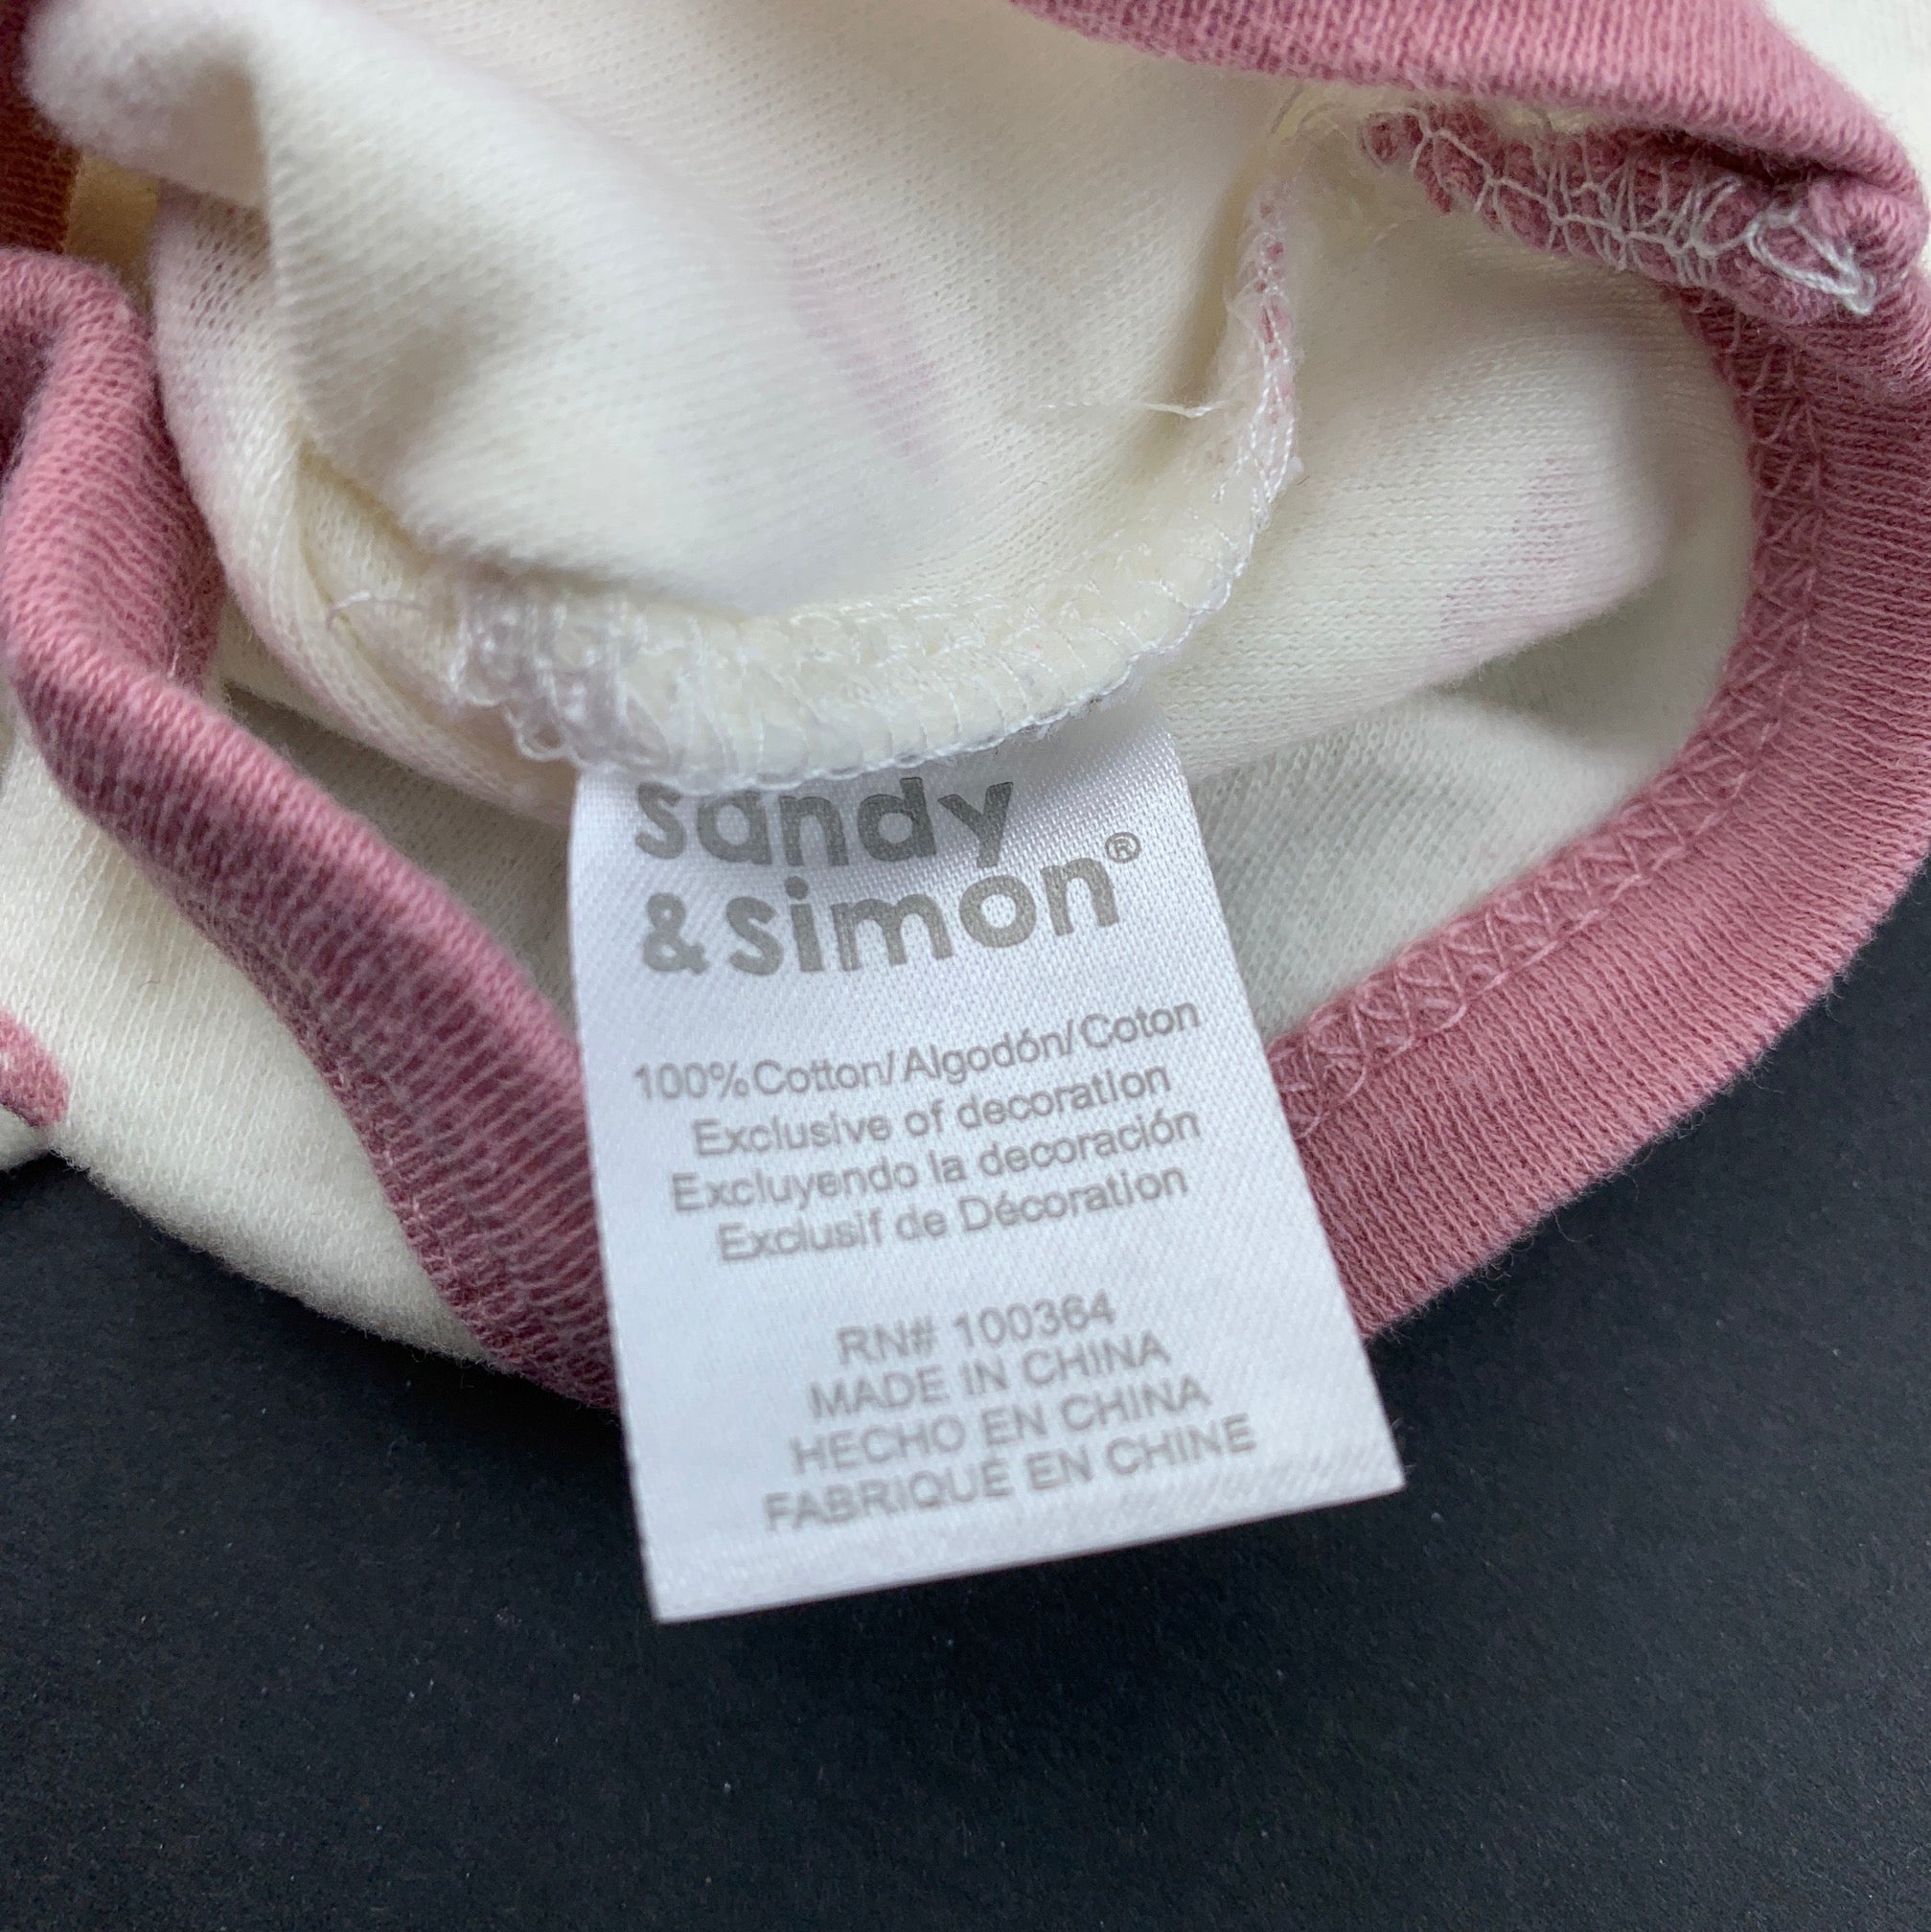 sandy
&simon®
100%Cotton/Algodón/Coton
Exclusive of decoration
Excluyendo la decoración
Exclusif de Décoration
RN# 100364
MADE IN CHINA
HECHO EN CHINA
FABRIQUÉ EN CHINE